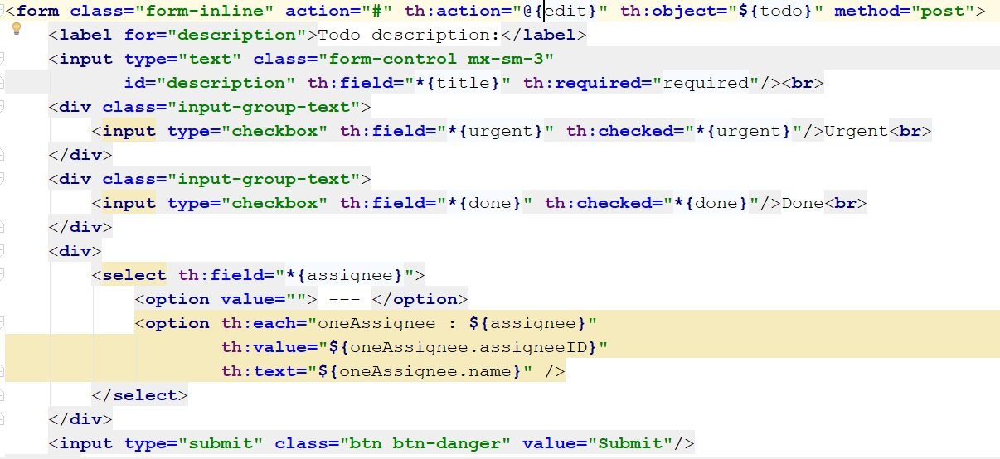 <form class="form-inline" action="#" th:action="@{edit}" th:object="${todo}" method="post">
    <label for="description">Todo description:</label>
    <input type="text" class="form-control mx-sm-3"
           id="description" th:field="*{title}" th:required="required"/><br>
    <div class="input-group-text">
        <input type="checkbox" th:field="*{urgent}" th:checked="*{urgent}"/>Urgent<br>
    </div>
    <div class="input-group-text">
        <input type="checkbox" th:field="*{done}" th:checked="*{done}"/>Done<br>
    </div>
    <div>
        <select th:field="*{assignee}">
            <option value=""> --- </option>
            <option th:each="oneAssignee : ${assignee}"
                    th:value="${oneAssignee.assigneeID}"
                    th:text="${oneAssignee.name}" />
        </select>
    </div>
    <input type="submit" class="btn btn-danger" value="Submit"/>